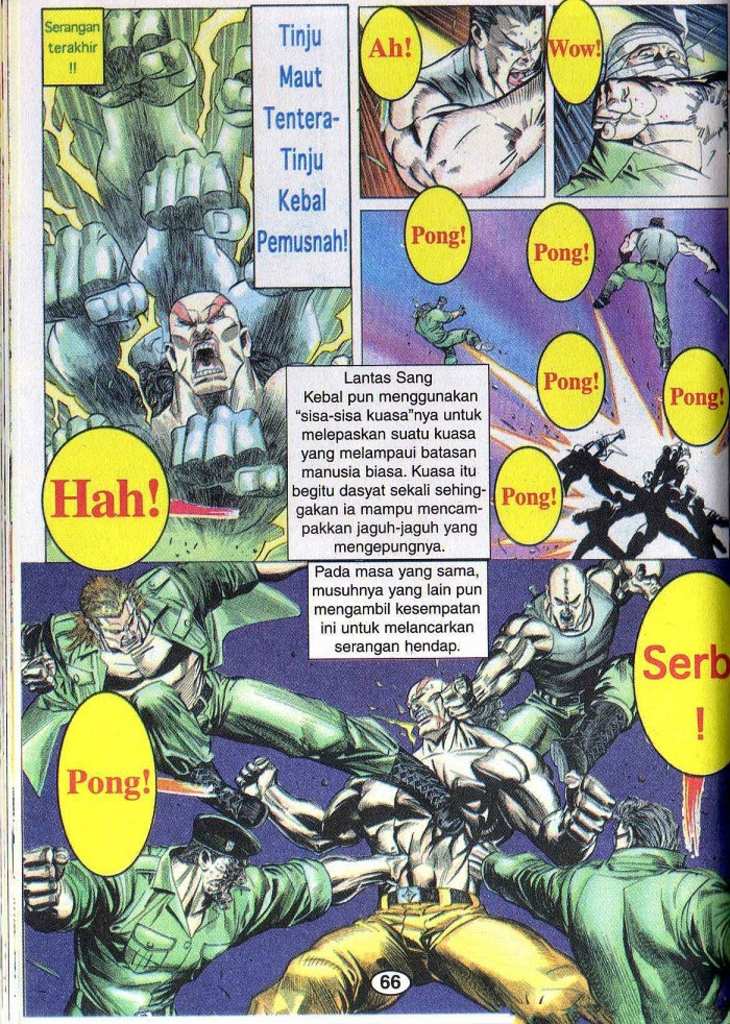 Serangan
terakhir
!!
Tinju
Maut
Tentera-
Tinju
Kebal
Pemusnah!
Ah!
Wow!
Pong!
Pong!
Pong!
Pong!
Pong!
Hah!
Lantas Sang
Kebal pun menggunakan
"sisa-sisa kuasa"nya untuk
melepaskan suatu kuasa
yang melampaui batasan
manusia biasa. Kuasa itu
begitu dasyat sekali sehing-
gakan ia mampu mencam-
pakkan jaguh-jaguh yang
mengepungnya.
Pada masa yang sama,
musuhnya yang lain pun
mengambil kesempatan
ini untuk melancarkan
serangan hendap.
Serb
!
Pong!
66